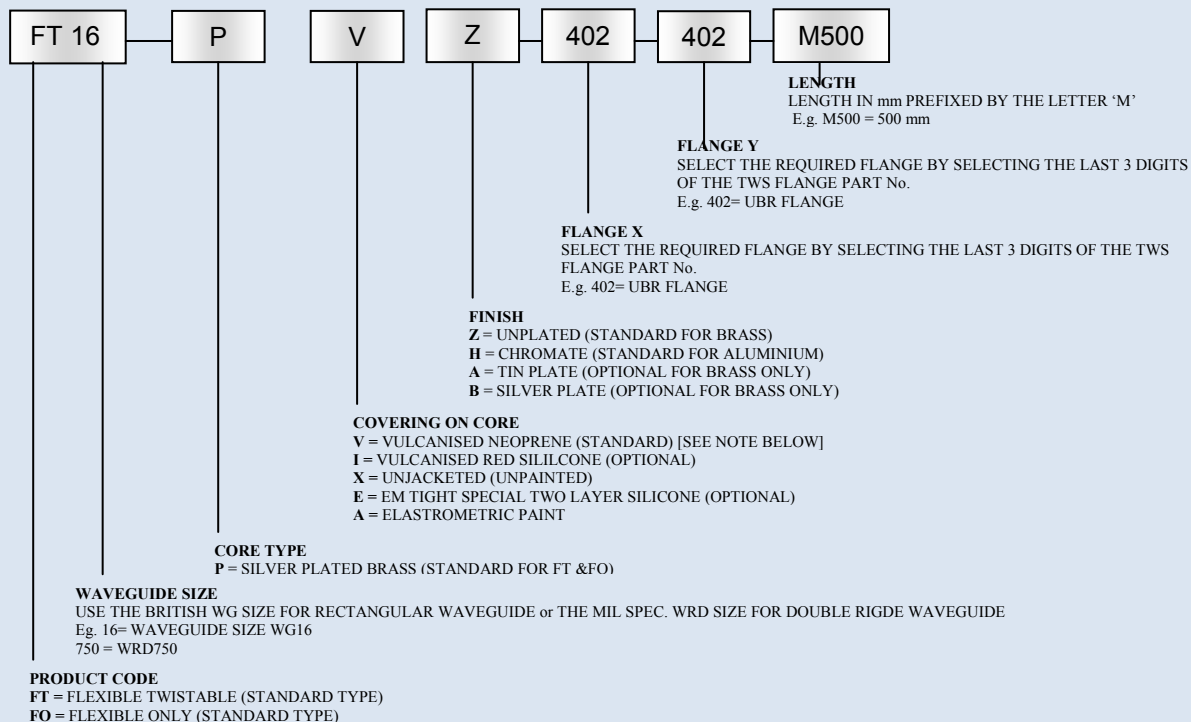 FT 16 P V Z 402 402 M500
LENGTH
LENGTH IN mm PREFIXED BY THE LETTER ‘M’
E.g. M500 = 500 mm
FLANGE Y
SELECT THE REQUIRED FLANGE BY SELECTING THE LAST 3 DIGITS
OF THE TWS FLANGE PART No.
E.g. 402= UBR FLANGE
FLANGE X
SELECT THE REQUIRED FLANGE BY SELECTING THE LAST 3 DIGITS OF THE TWS
FLANGE PART No.
E.g. 402= UBR FLANGE
FINISH
Z = UNPLATED (STANDARD FOR BRASS)
H = CHROMATE (STANDARD FOR ALUMINIUM)
A = TIN PLATE (OPTIONAL FOR BRASS ONLY)
B = SILVER PLATE (OPTIONAL FOR BRASS ONLY)
COVERING ON CORE
V = VULCANISED NEOPRENE (STANDARD) [SEE NOTE BELOW]
I = VULCANISED RED SILILCONE (OPTIONAL)
X = UNJACKETED (UNPAINTED)
E = EM TIGHT SPECIAL TWO LAYER SILICONE (OPTIONAL)
A = ELASTROMETRIC PAINT
CORE TYPE
P = SILVER PLATED BRASS (STANDARD FOR FT &FO)
WAVEGUIDE SIZE
USE THE BRITISH WG SIZE FOR RECTANGULAR WAVEGUIDE or THE MIL SPEC. WRD SIZE FOR DOUBLE RIGDE WAVEGUIDE
Eg. 16= WAVEGUIDE SIZE WG16
750 = WRD750
PRODUCT CODE
FT = FLEXIBLE TWISTABLE (STANDARD TYPE)
FO = FLEXIBLE ONLY (STANDARD TYPE)